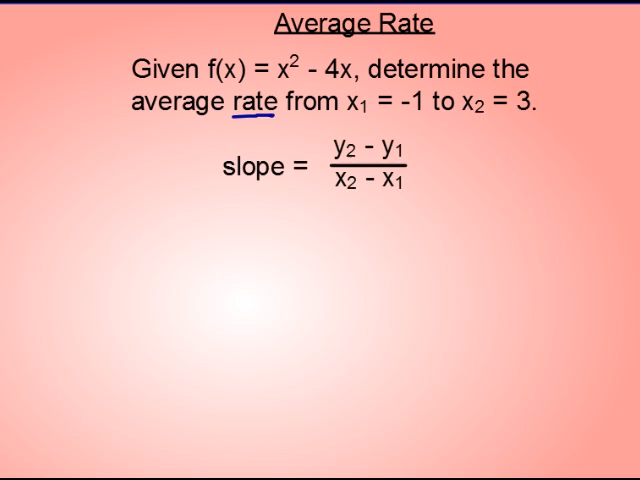 Average Rate
Given f(x) = x² - 4x, determine the
average rate from x₁ = -1 to x₂ = 3.
slope = y₂ - y₁
x₂ - x₁